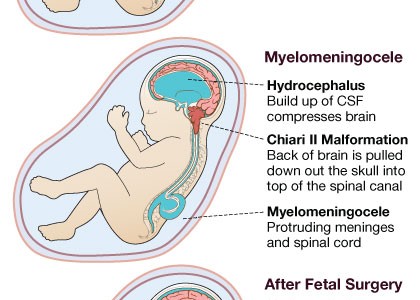 Myelomeningocele
Hydrocephalus
Build up of CSF
compresses brain
Chiari II Malformation
Back of brain is pulled
down out the skull into
top of the spinal canal
Myelomeningocele
Protruding meninges
and spinal cord
After Fetal Surgery